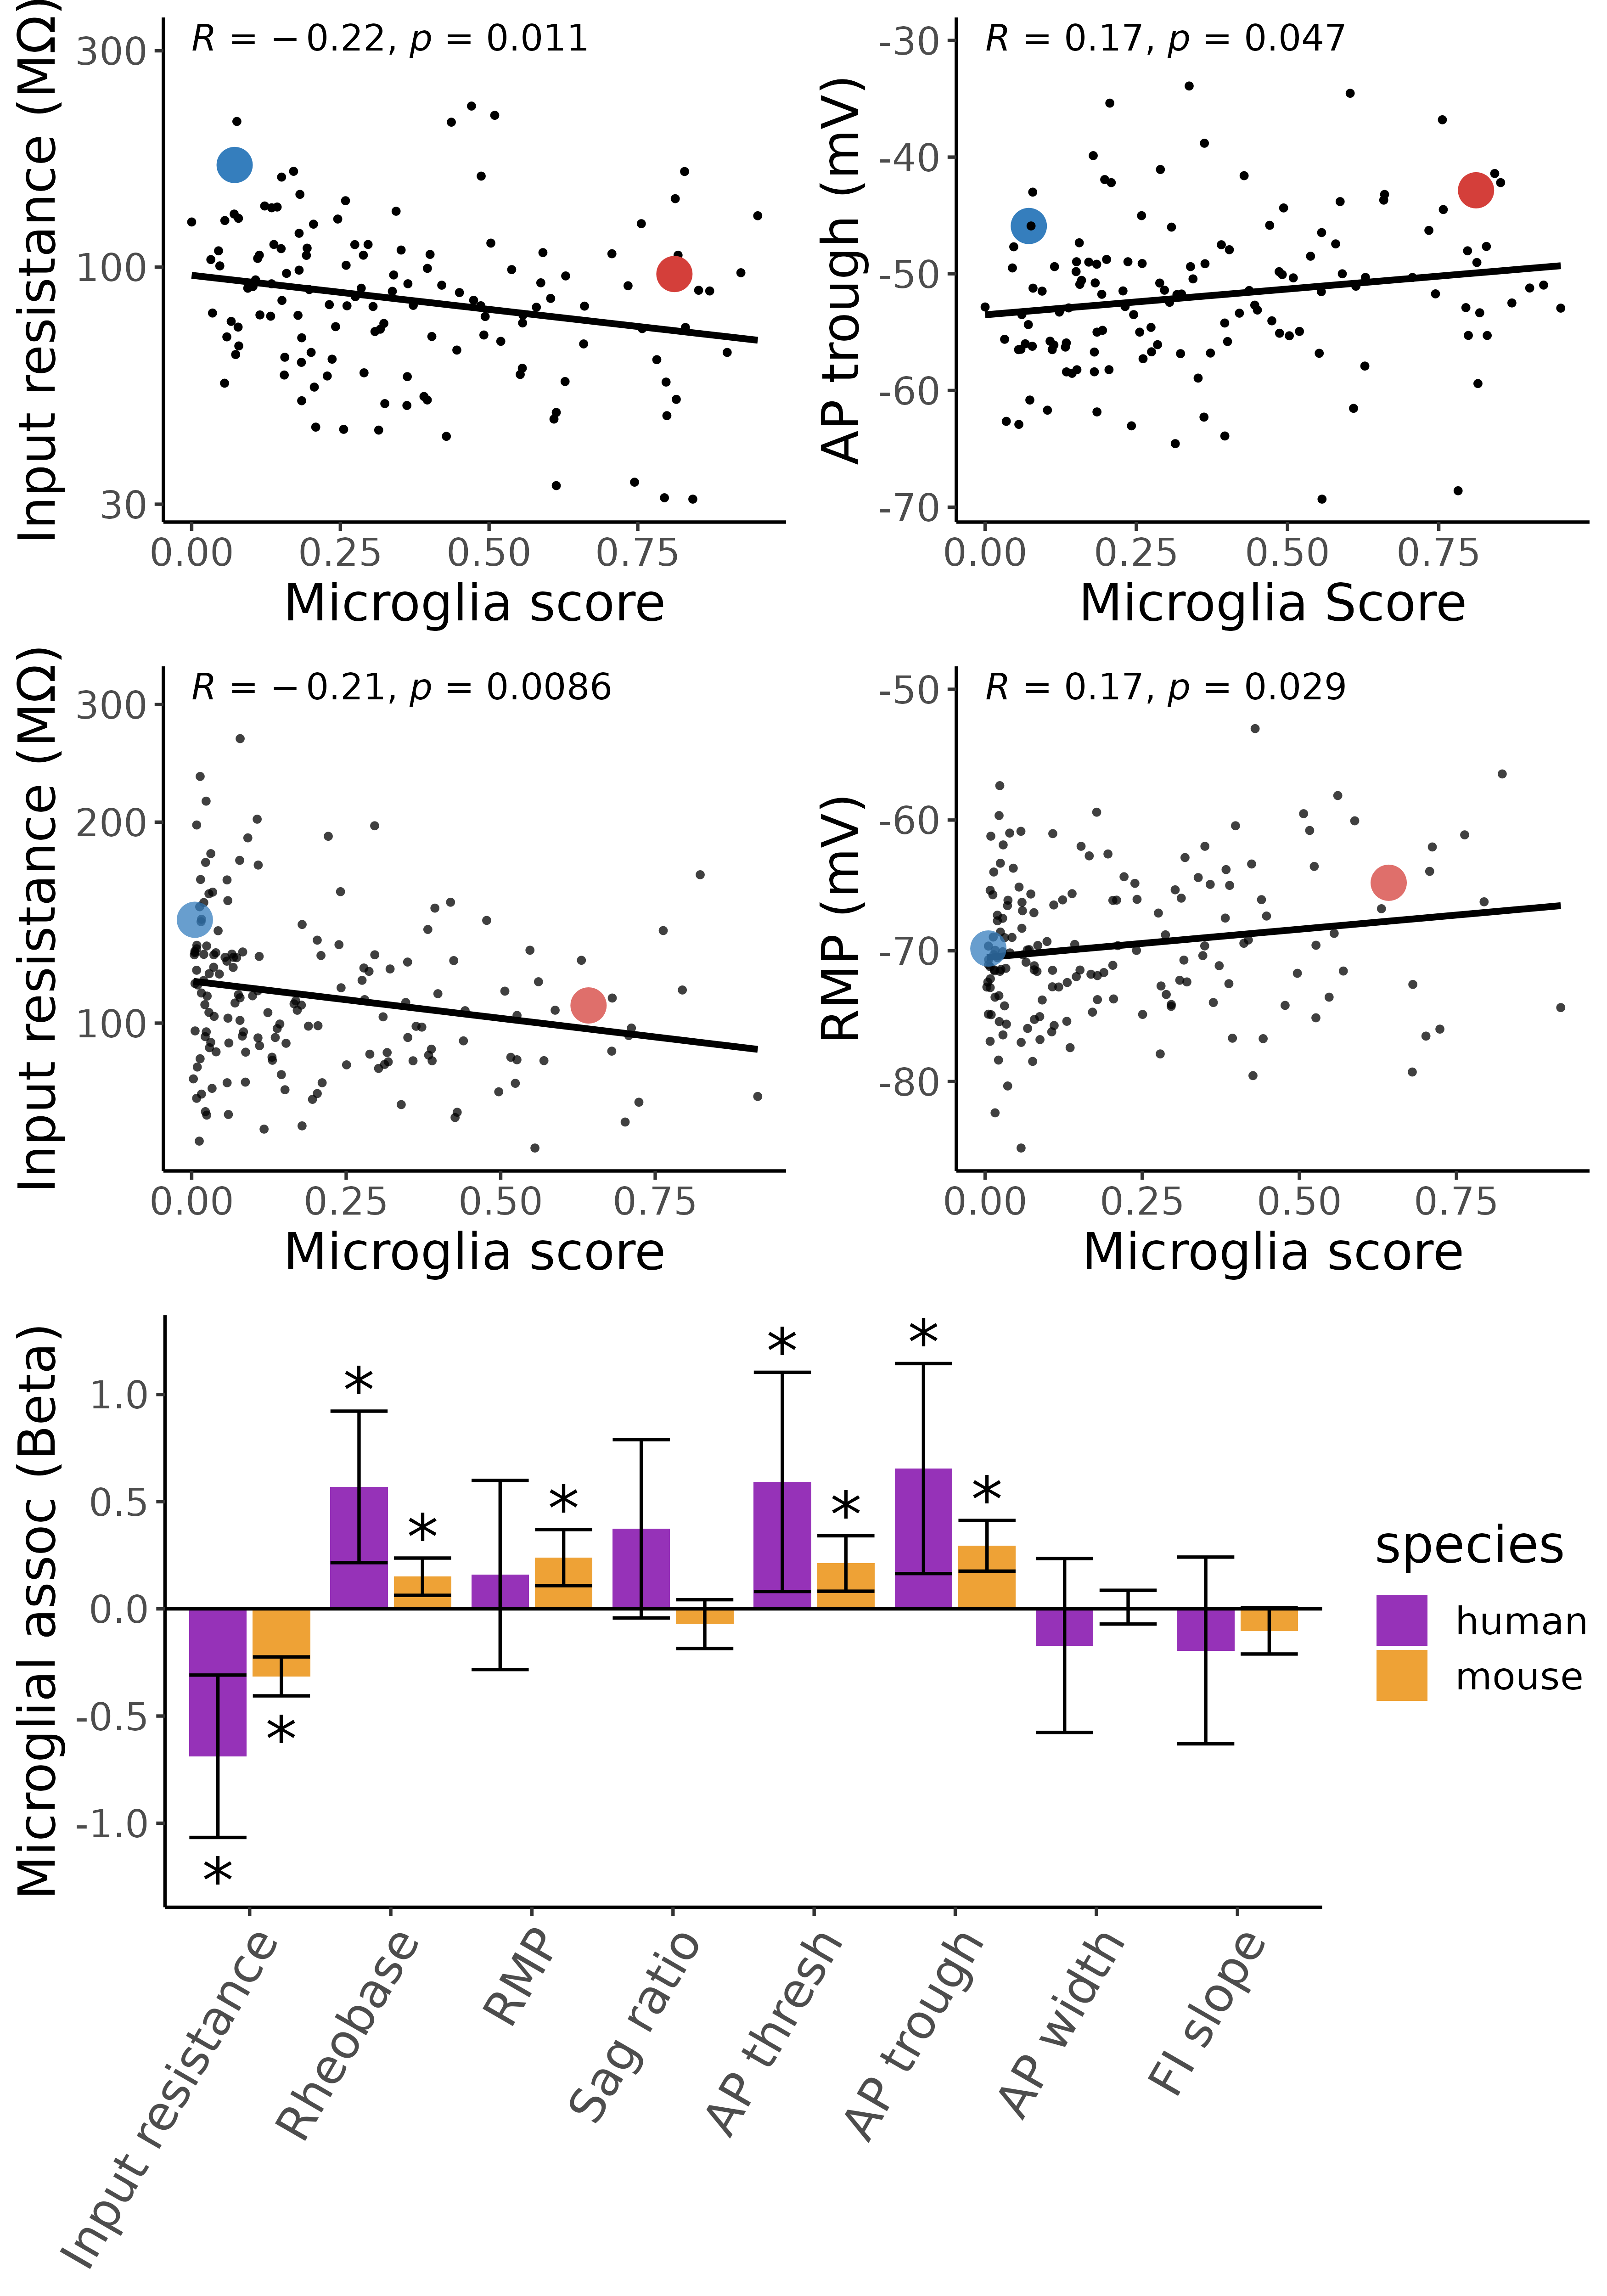 R = −0.22, p = 0.011
Input resistance (MΩ)
300
100
30
0.00 0.25 0.50 0.75
Microglia score
R = 0.17, p = 0.047
AP trough (mV)
-30
-40
-50
-60
-70
0.00 0.25 0.50 0.75
Microglia Score
R = −0.21, p = 0.0086
Input resistance (MΩ)
300
200
100
0.00 0.25 0.50 0.75
Microglia score
R = 0.17, p = 0.029
RMP (mV)
-50
-60
-70
-80
0.00 0.25 0.50 0.75
Microglia score
Microglial assoc (Beta)
1.0
0.5
0.0
-0.5
-1.0
* * * * * * * * *
Input resistance
Rheobase
RMP
Sag ratio
AP thresh
AP trough
AP width
FI slope
species
human
mouse